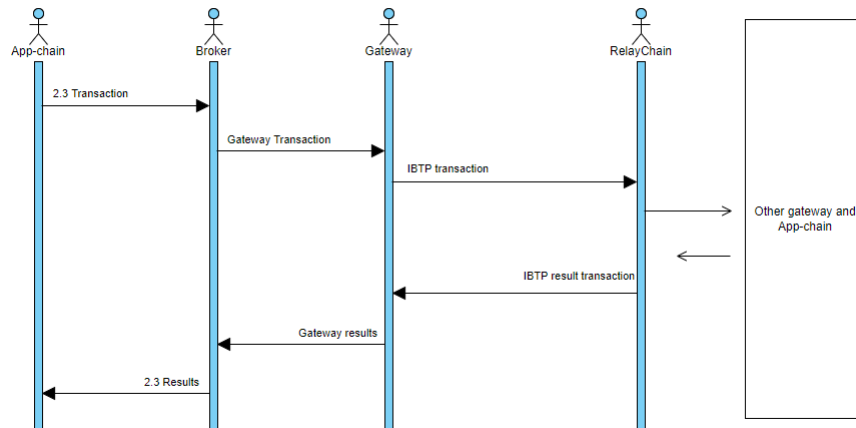 App-chain
Broker
Gateway
RelayChain
2.3 Transaction
Gateway Transaction
IBTP transaction
Other gateway and
App-chain
IBTP result transaction
Gateway results
2.3 Results